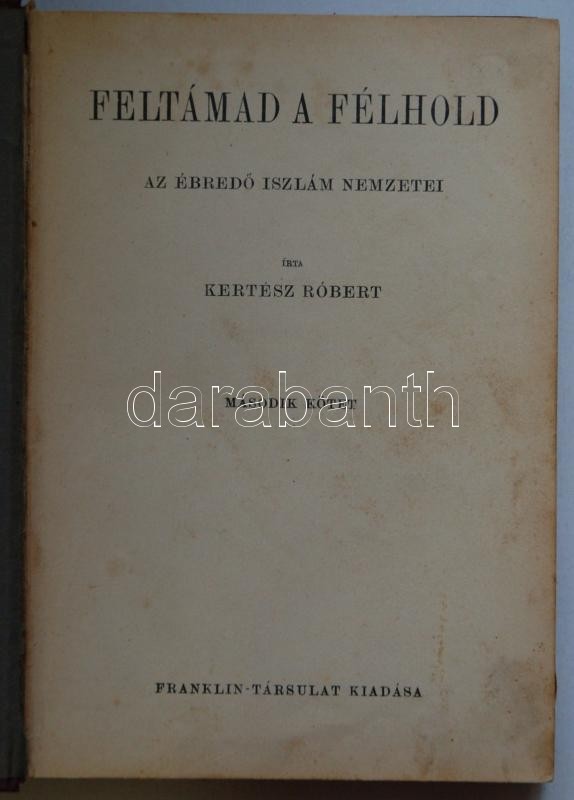 FELTÁMAD A FÉLHOLD
AZ ÉBREDŐ ISZLÁM NEMZETEI
ÍRTA
KERTÉSZ RÓBERT
MÁSODIK KÖTET
darabanth
FRANKLIN-TÁRSULAT KIADÁSA